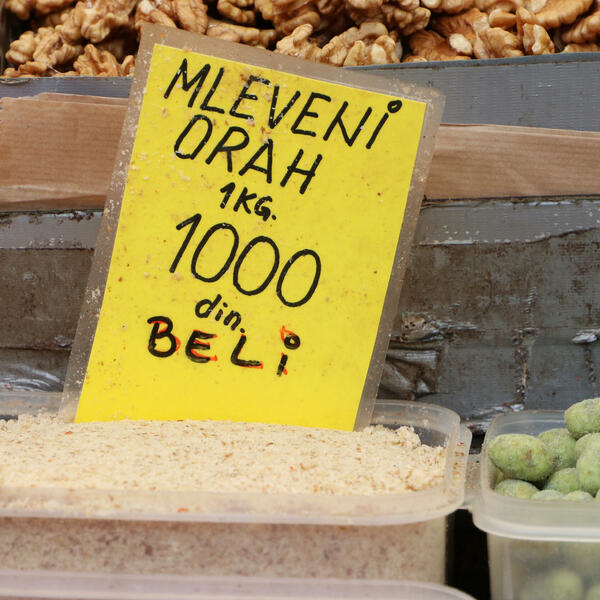 MLEVENI
ORAH
1KG.
1000
din.
BELi